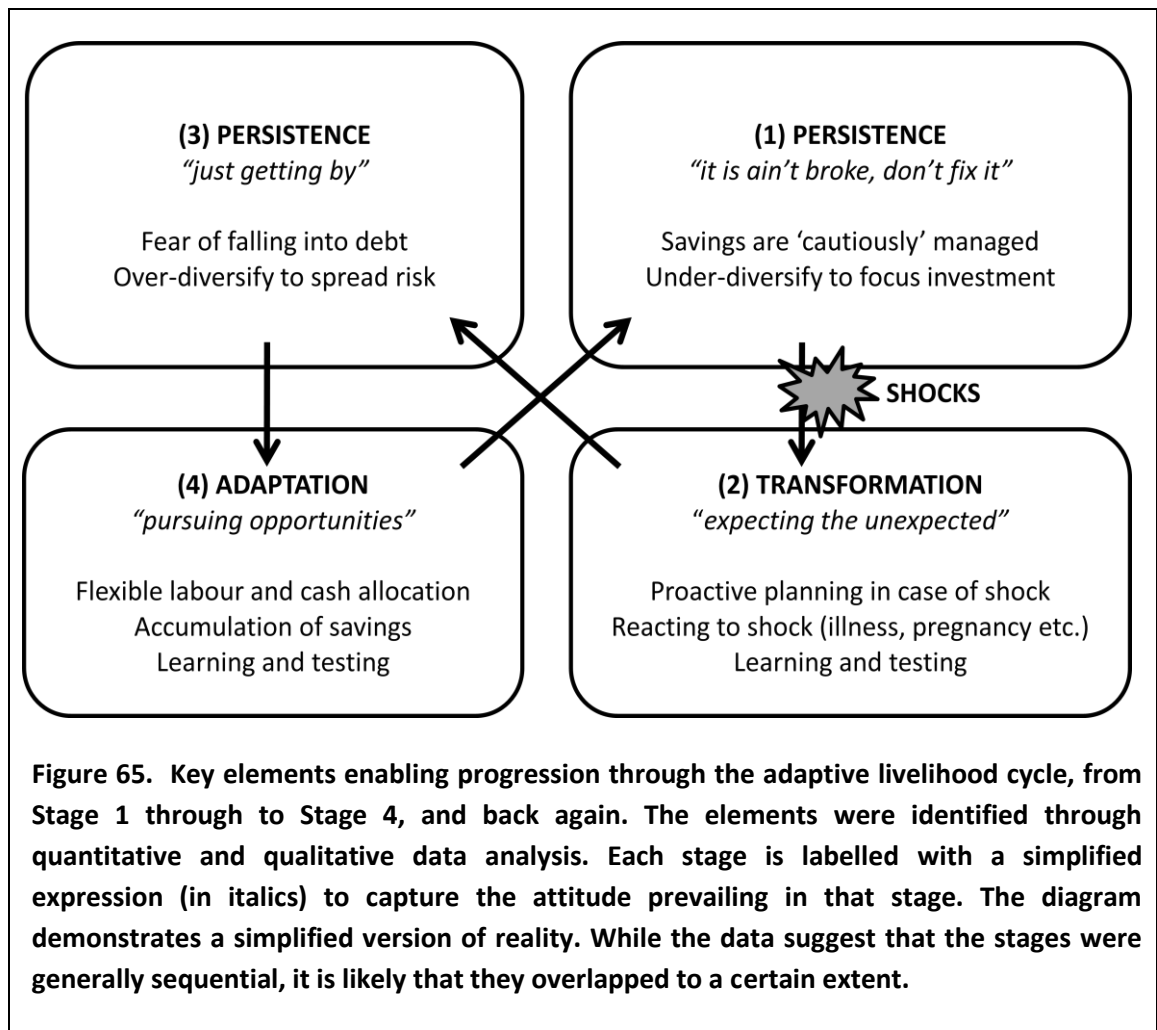 (3) PERSISTENCE
“just getting by”
Fear of falling into debt
Over-diversify to spread risk
(1) PERSISTENCE
“it is ain’t broke, don’t fix it”
Savings are ‘cautiously’ managed
Under-diversify to focus investment
SHOCKS
(4) ADAPTATION
“pursuing opportunities”
Flexible labour and cash allocation
Accumulation of savings
Learning and testing
(2) TRANSFORMATION
“expecting the unexpected”
Proactive planning in case of shock
Reacting to shock (illness, pregnancy etc.)
Learning and testing
Figure 65. Key elements enabling progression through the adaptive livelihood cycle, from
Stage 1 through to Stage 4, and back again. The elements were identified through
quantitative and qualitative data analysis. Each stage is labelled with a simplified
expression (in italics) to capture the attitude prevailing in that stage. The diagram
demonstrates a simplified version of reality. While the data suggest that the stages were
generally sequential, it is likely that they overlapped to a certain extent.